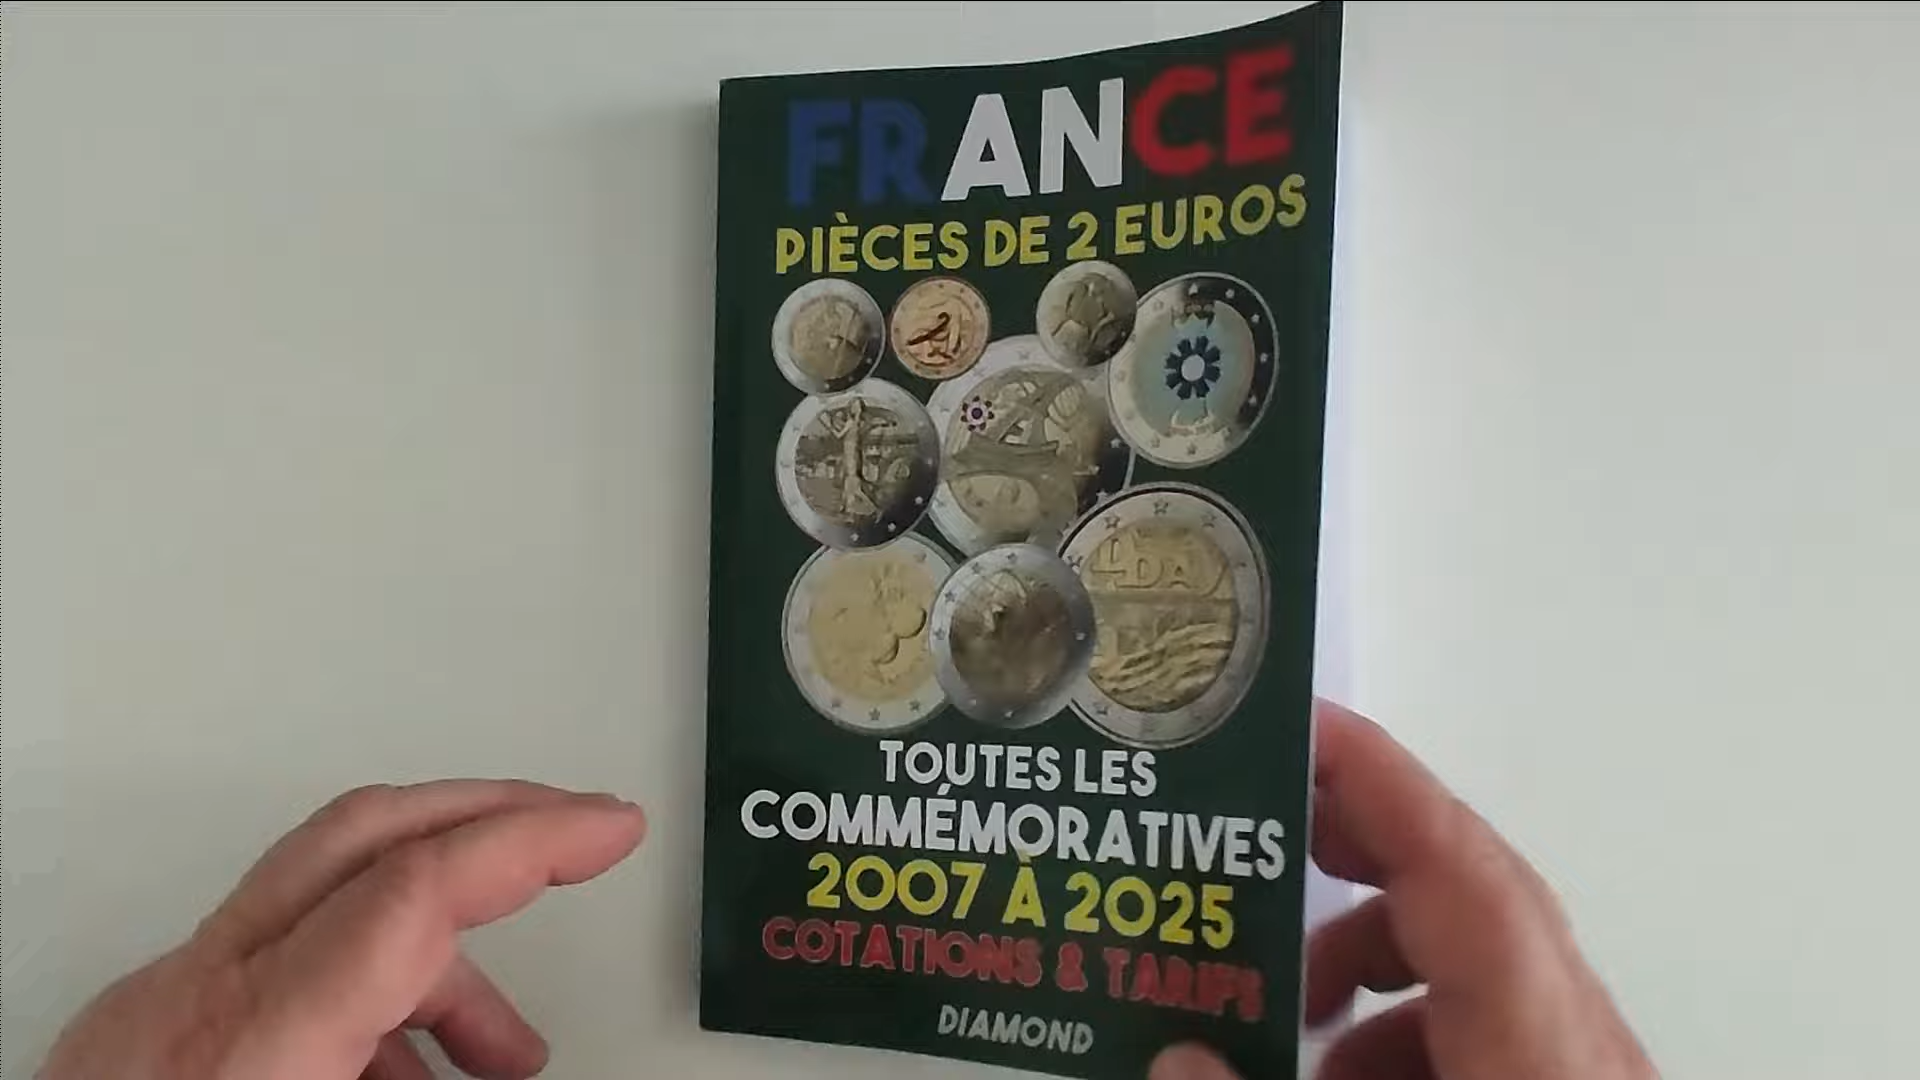 FRANCE
PIÈCES DE 2 EUROS
TOUTES LES
COMMÉMORATIVES
2007 À 2025
COTATIONS & TARIFS
DIAMOND